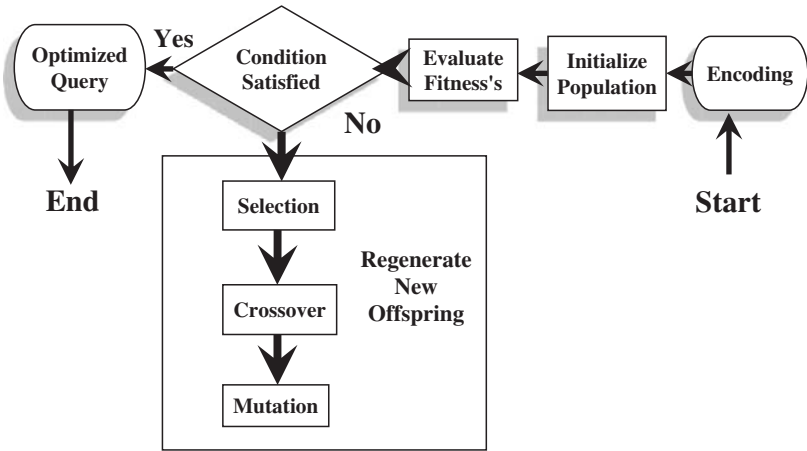 Optimized
Query
Yes
Condition
Satisfied
Evaluate
Fitness's
Initialize
Population
Encoding
No
End
Start
Selection
Regenerate
New
Offspring
Crossover
Mutation